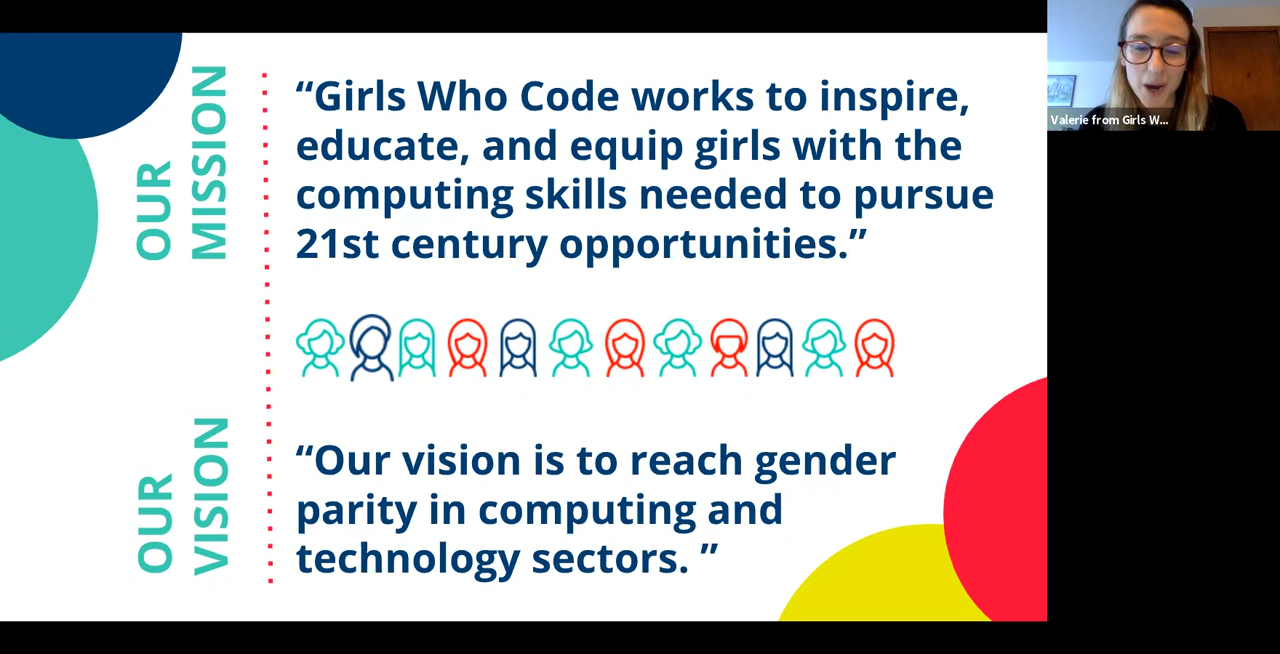 OUR
MISSION
“Girls Who Code works to inspire,
educate, and equip girls with the
computing skills needed to pursue
21st century opportunities.”
OUR
VISION
“Our vision is to reach gender
parity in computing and
technology sectors. ”
Valerie from Girls W...